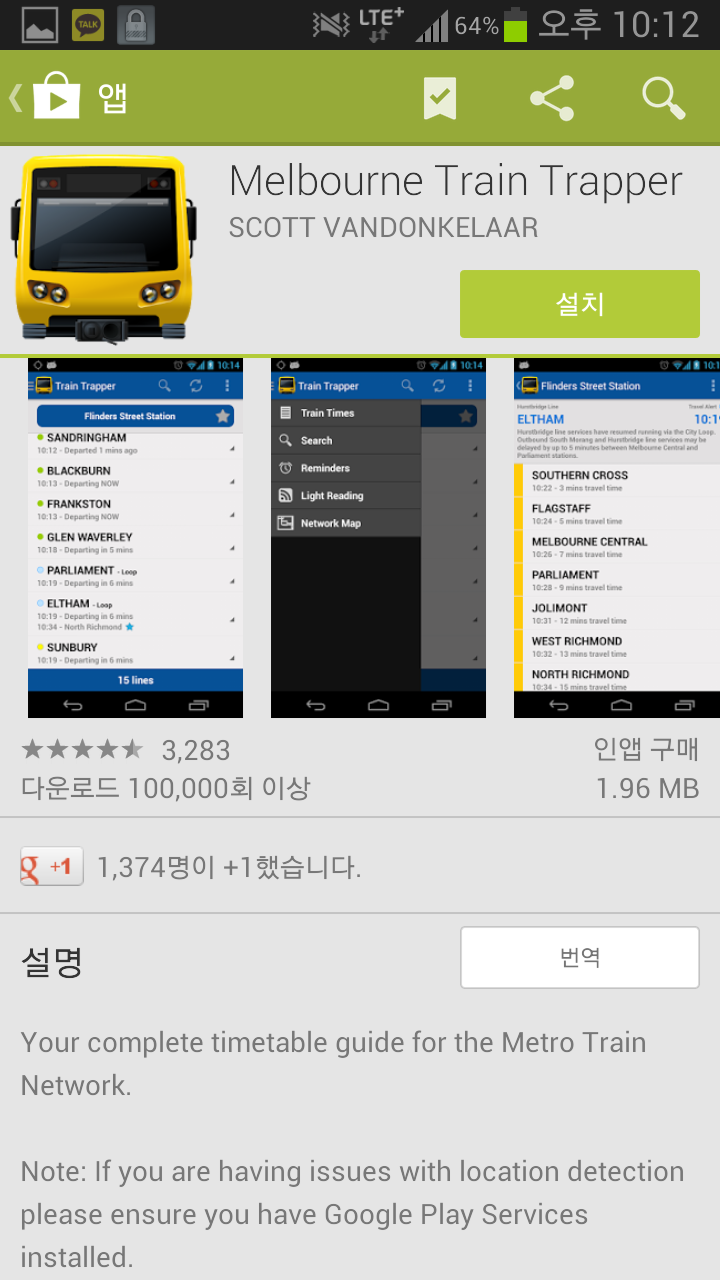 TALK
LTE+
64%
오후 10:12
앱
Melbourne Train Trapper
SCOTT VANDONKELAAR
설치
10:14
Train Trapper
Flinders Street Station
SANDRINGHAM
10:12 - Departed 1 mins ago
BLACKBURN
10:13 - Departing NOW
FRANKSTON
10:13 - Departing NOW
GLEN WAVERLEY
10:18 - Departing in 5 mins
PARLIAMENT - Loop
10:19 - Departing in 6 mins
ELTHAM - Loop
10:19 - Departing in 6 mins
10:34 - North Richmond
SUNBURY
10:19 - Departing in 6 mins
15 lines
10:14
Train Trapper
Train Times
Search
Reminders
Light Reading
Network Map
10:1
Flinders Street Station
Hurstbridge Line
Travel Alert
ELTHAM
10:1
Hurstbridge line services have resumed running via the City Loop.
Outbound South Morang and Hurstbridge line services may be
delayed by up to 5 minutes between Melbourne Central and
Parliament stations.
SOUTHERN CROSS
10:22 - 3 mins travel time
FLAGSTAFF
10:24 - 5 mins travel time
MELBOURNE CENTRAL
10:26 - 7 mins travel time
PARLIAMENT
10:28 - 9 mins travel time
JOLIMONT
10:31 - 12 mins travel time
WEST RICHMOND
10:32 - 13 mins travel time
NORTH RICHMOND
10:34 - 15 mins travel time
3,283
인앱 구매
다운로드 100,000회 이상
1.96 MB
g +1
1,374명이 +1했습니다.
설명
번역
Your complete timetable guide for the Metro Train
Network.
Note: If you are having issues with location detection
please ensure you have Google Play Services
installed.